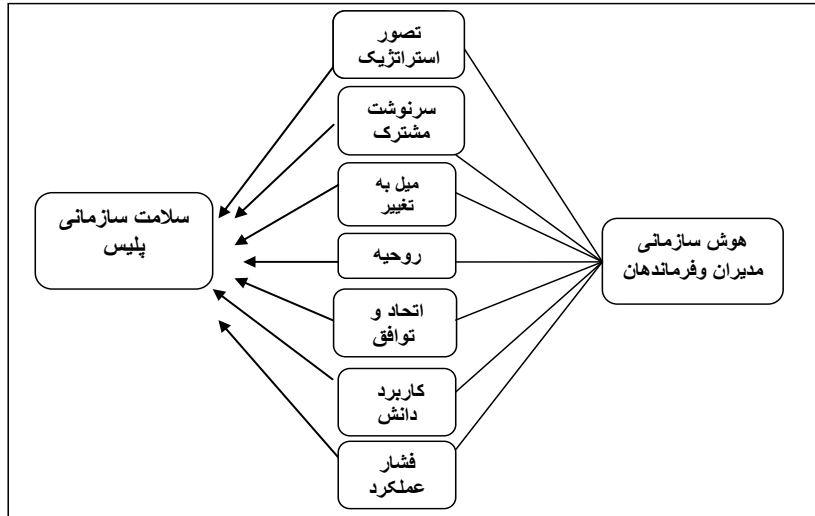 تصور
استراتژیک
سرنوشت
مشترک
میل به
تغییر
روحیه
اتحاد و
توافق
کاربرد
دانش
فشار
عملکرد
هوش سازمانی
مدیران وفرماندهان
سلامت سازمانی
پلیس